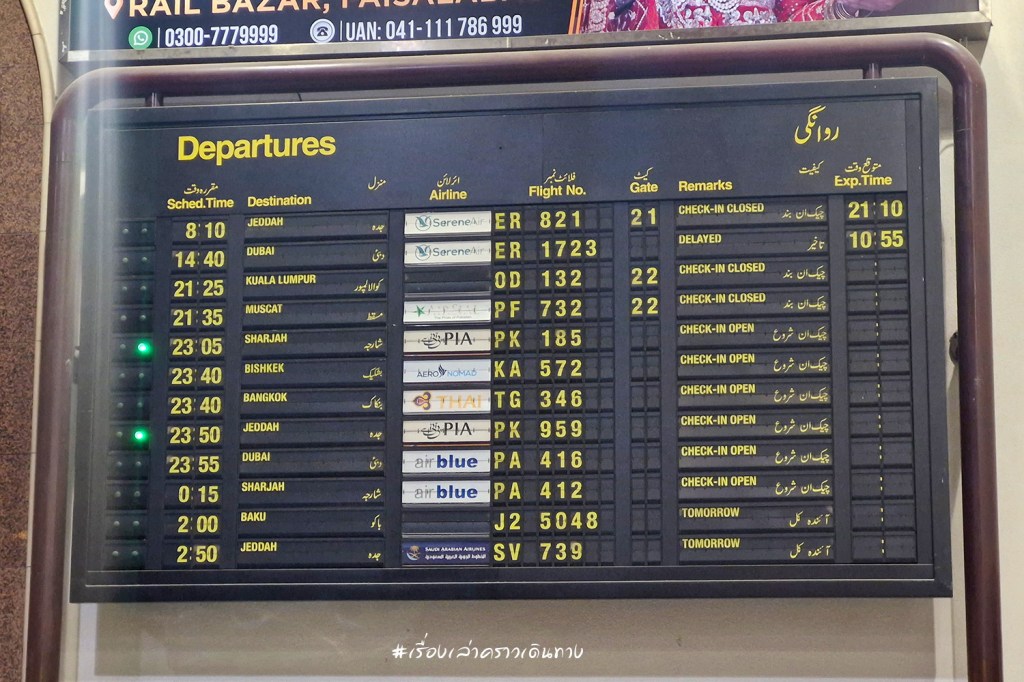 RAIL BAZAR, FAISALABAD
0300-7779999 | UAN: 041-111 786 999
Departures روانگی
مقررہ وقت منزل ائرلائن فلائٹ نمبر گیٹ کیفیت متوقع وقت
Sched.Time Destination Airline Flight No. Gate Remarks Exp.Time
8 10 JEDDAH جدہ SereneAir ER 821 21 CHECK-IN CLOSED چیک ان بند 21 10
14 40 DUBAI دبئی SereneAir ER 1723 DELAYED تاخیر 10 55
21 25 KUALA LUMPUR کوالالمپور OD 132 22 CHECK-IN CLOSED چیک ان بند
21 35 MUSCAT مسقط PF 732 22 CHECK-IN CLOSED چیک ان بند
23 05 SHARJAH شارجہ PIA PK 185 CHECK-IN OPEN چیک ان شروع
23 40 BISHKEK بشکیک AERO NOMAD KA 572 CHECK-IN OPEN چیک ان شروع
23 40 BANGKOK بنکاک THAI TG 346 CHECK-IN OPEN چیک ان شروع
23 50 JEDDAH جدہ PIA PK 959 CHECK-IN OPEN چیک ان شروع
23 55 DUBAI دبئی airblue PA 416 CHECK-IN OPEN چیک ان شروع
0 15 SHARJAH شارجہ airblue PA 412 CHECK-IN OPEN چیک ان شروع
2 00 BAKU باکو J2 5048 TOMORROW آئندہ کل
2 50 JEDDAH جدہ SAUDI ARABIAN AIRLINES الخطوط الجوية العربية السعودية SV 739 TOMORROW آئندہ کل
#เรื่องเล่าคราวเดินทาง